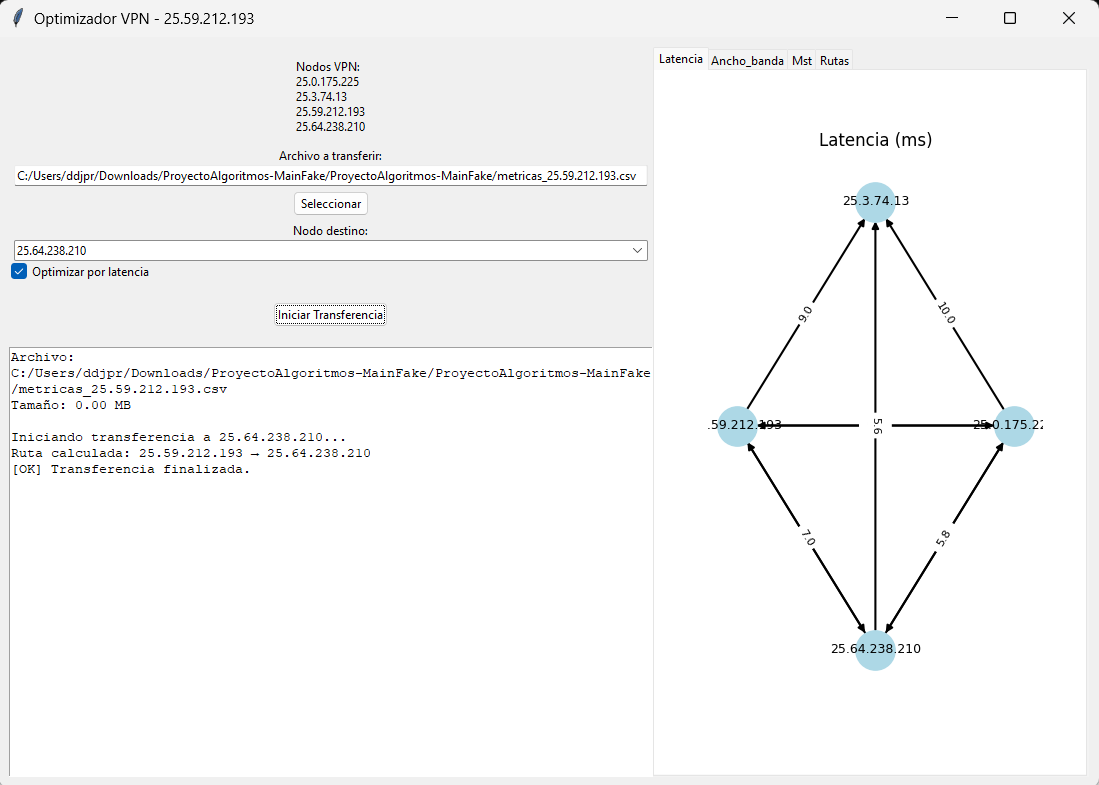 Optimizador VPN - 25.59.212.193
Nodos VPN:
25.0.175.225
25.3.74.13
25.59.212.193
25.64.238.210
Archivo a transferir:
C:/Users/ddjpr/Downloads/ProyectoAlgoritmos-MainFake/ProyectoAlgoritmos-MainFake/metricas_25.59.212.193.csv
Seleccionar
Nodo destino:
25.64.238.210
Optimizar por latencia
Iniciar Transferencia
Archivo:
C:/Users/ddjpr/Downloads/ProyectoAlgoritmos-MainFake/ProyectoAlgoritmos-MainFake
/metricas_25.59.212.193.csv
Tamaño: 0.00 MB
Iniciando transferencia a 25.64.238.210...
Ruta calculada: 25.59.212.193 → 25.64.238.210
[OK] Transferencia finalizada.
Latencia Ancho_banda Mst Rutas
Latencia (ms)
25.3.74.13
9.0
10.0
.59.212.193
5.6
25.0.175.22
7.0
5.8
25.64.238.210